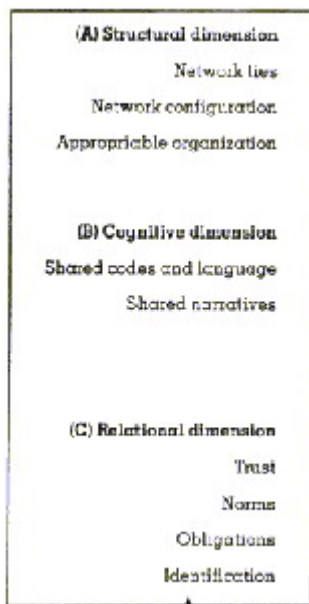 (A) Structural dimension
Network ties
Network configuration
Appropriable organization
(B) Cognitive dimension
Shared codes and language
Shared narratives
(C) Relational dimension
Trust
Norms
Obligations
Identification